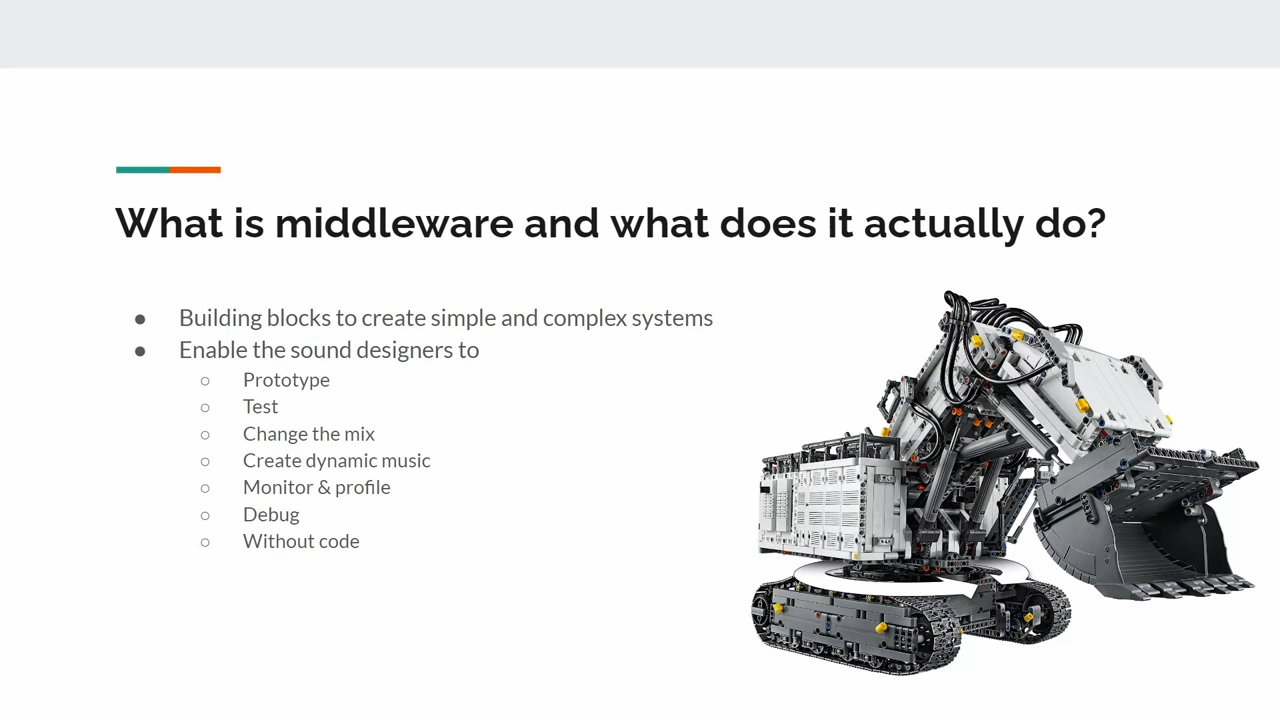 What is middleware and what does it actually do?
● Building blocks to create simple and complex systems
● Enable the sound designers to
○ Prototype
○ Test
○ Change the mix
○ Create dynamic music
○ Monitor & profile
○ Debug
○ Without code